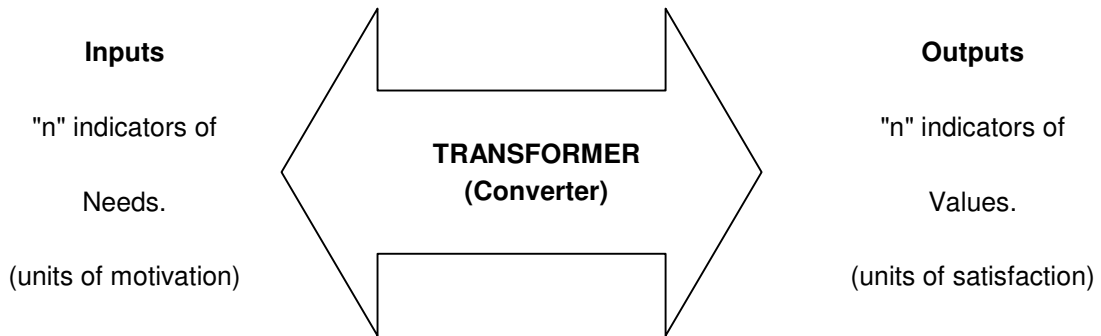 Inputs
"n" indicators of
Needs.
(units of motivation)
TRANSFORMER
(Converter)
Outputs
"n" indicators of
Values.
(units of satisfaction)